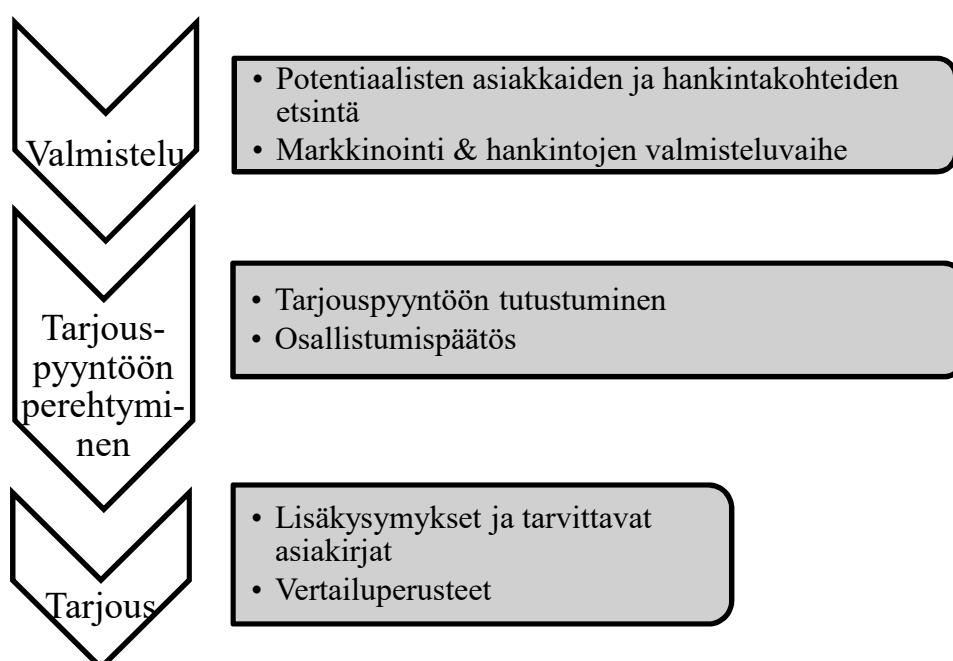 Valmistelu
• Potentiaalisten asiakkaiden ja hankintakohteiden
etsintä
• Markkinointi & hankintojen valmisteluvaihe
Tarjous-
pyyntöön
perehtymi-
nen
• Tarjouspyyntöön tutustuminen
• Osallistumispäätös
Tarjous
• Lisäkysymykset ja tarvittavat
asiakirjat
• Vertailuperusteet